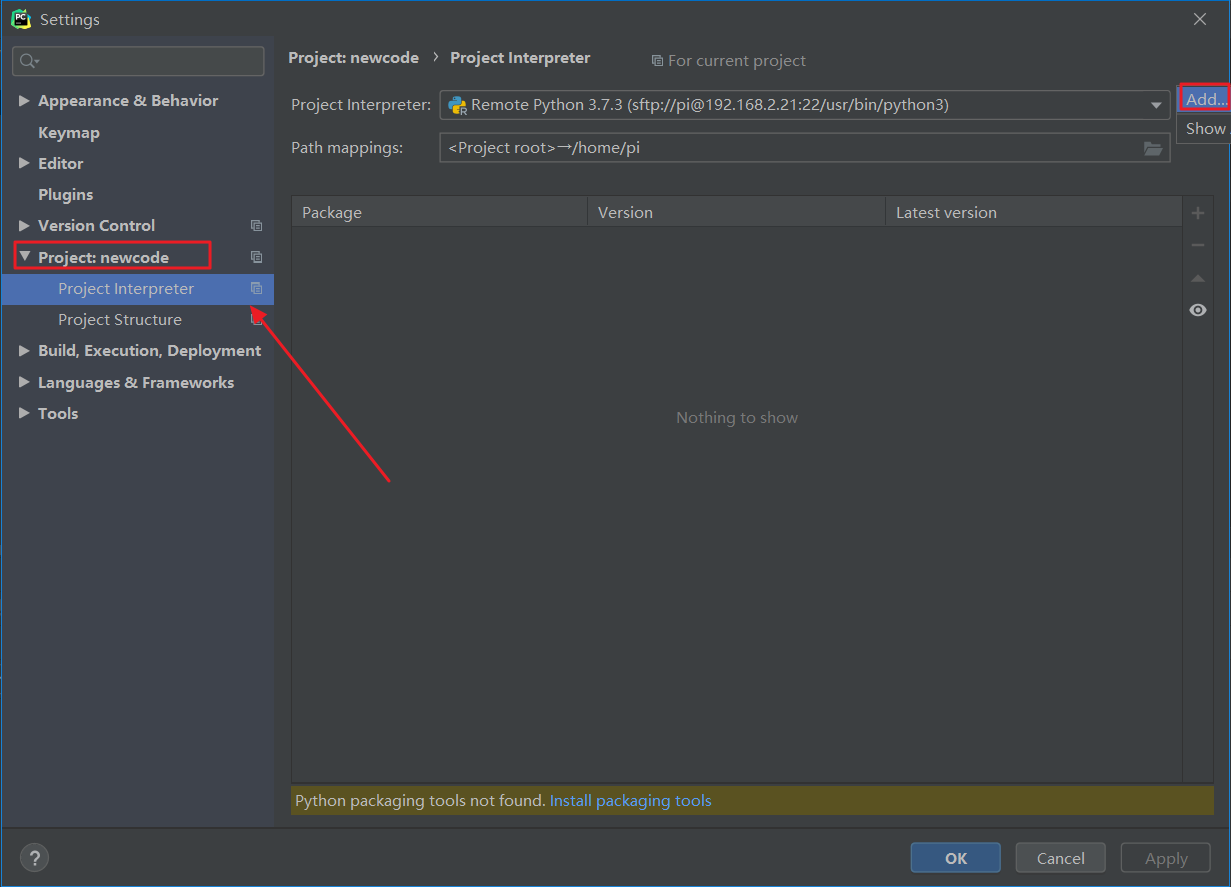 Settings
Project: newcode › Project Interpreter For current project
Appearance & Behavior
Keymap
Editor
Plugins
Version Control
Project: newcode
Project Interpreter
Project Structure
Build, Execution, Deployment
Languages & Frameworks
Tools
Project Interpreter: Remote Python 3.7.3 (sftp://pi@192.168.2.21:22/usr/bin/python3)
Add...
Show
Path mappings: <Project root>→/home/pi
Package Version Latest version
Nothing to show
Python packaging tools not found. Install packaging tools
? OK Cancel Apply